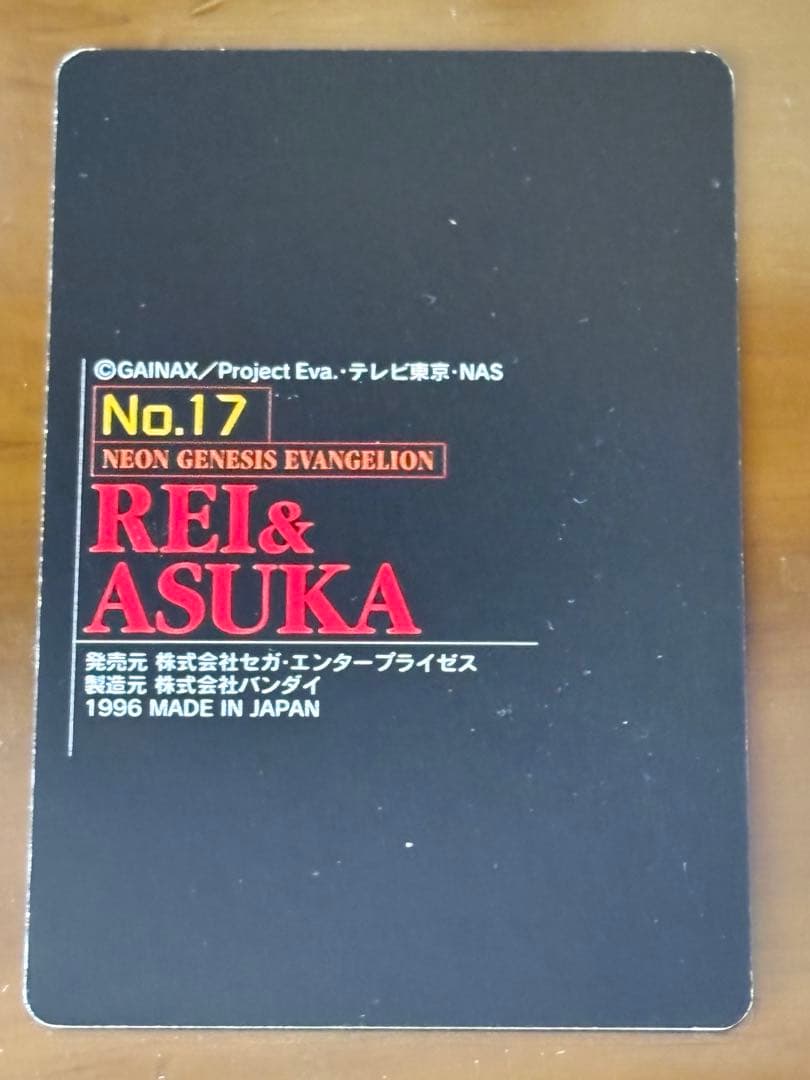 ©GAINAX／Project Eva.・テレビ東京・NAS
No.17
NEON GENESIS EVANGELION
REI&
ASUKA
発売元 株式会社セガ・エンタープライゼス
製造元 株式会社バンダイ
1996 MADE IN JAPAN